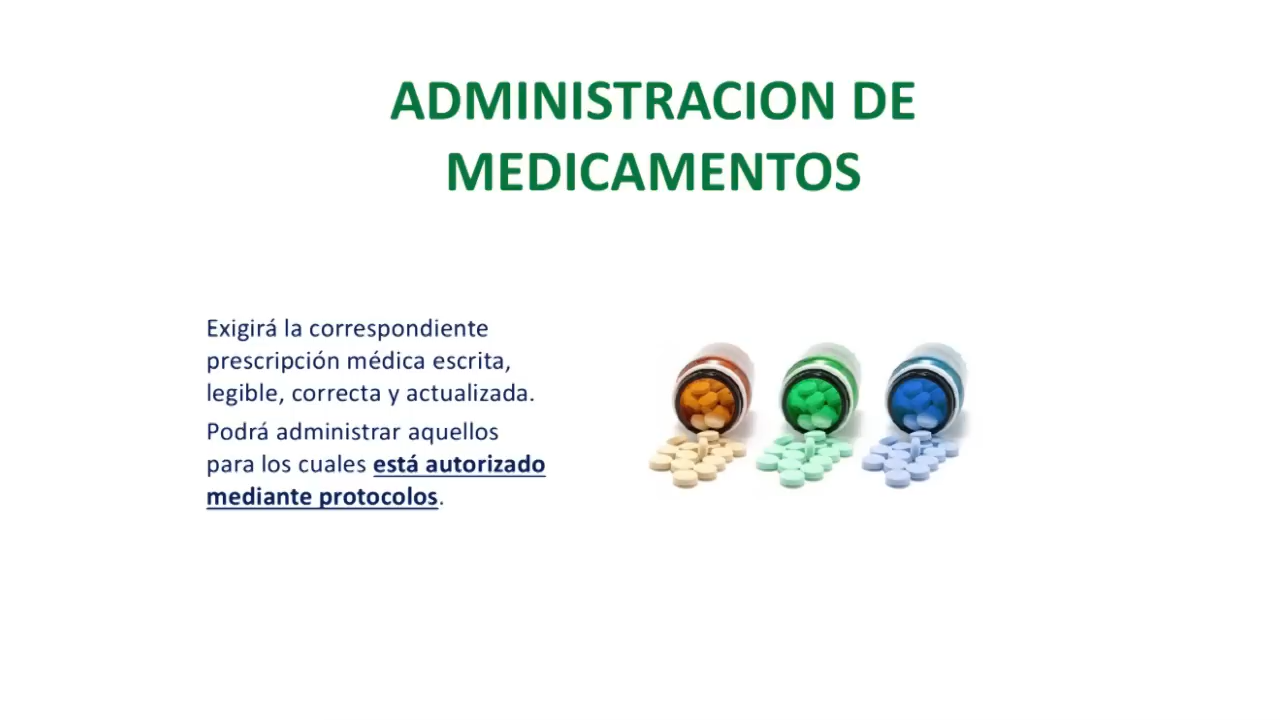 ADMINISTRACION DE
MEDICAMENTOS
Exigirá la correspondiente
prescripción médica escrita,
legible, correcta y actualizada.
Podrá administrar aquellos
para los cuales está autorizado
mediante protocolos.